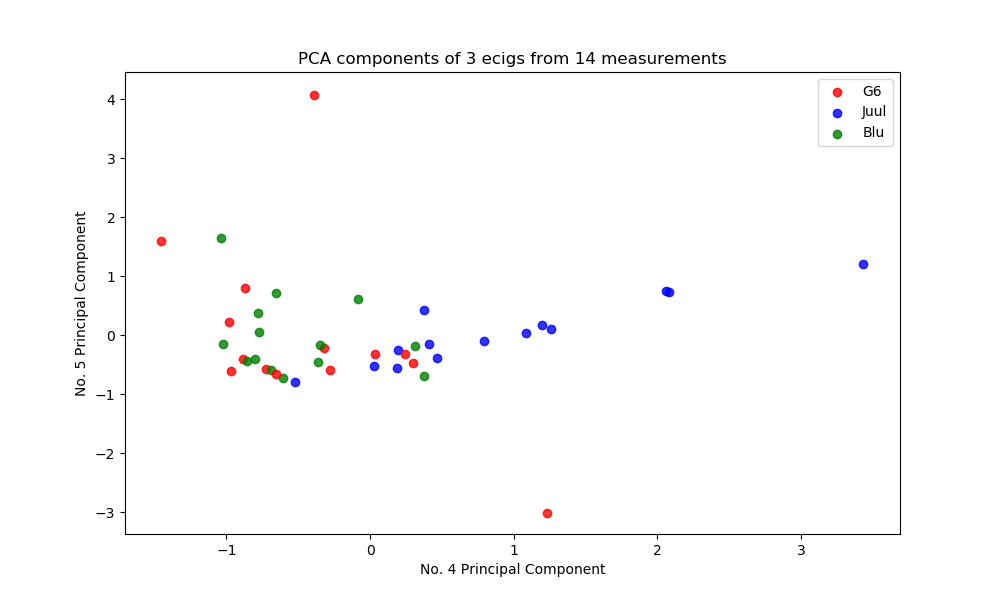 PCA components of 3 ecigs from 14 measurements
G6
Juul
Blu
No. 5 Principal Component
4
3
2
1
0
−1
−2
−3
−1
0
1
2
3
No. 4 Principal Component